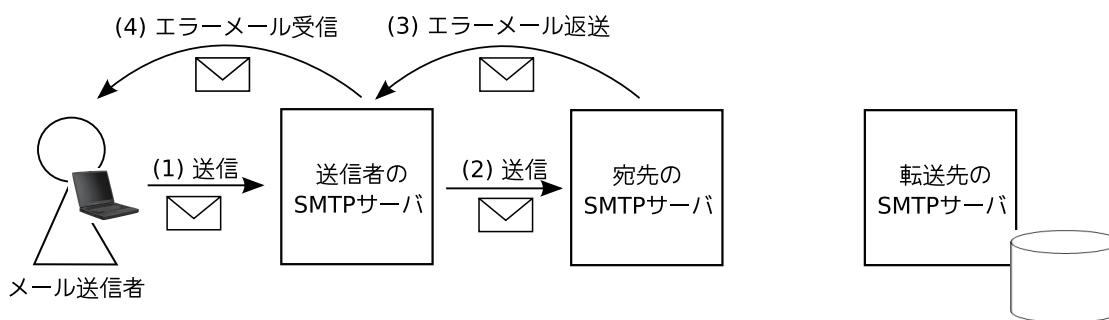 (4) エラーメール受信
(3) エラーメール返送
(1) 送信
送信者の
SMTPサーバ
(2) 送信
宛先の
SMTPサーバ
転送先の
SMTPサーバ
メール送信者